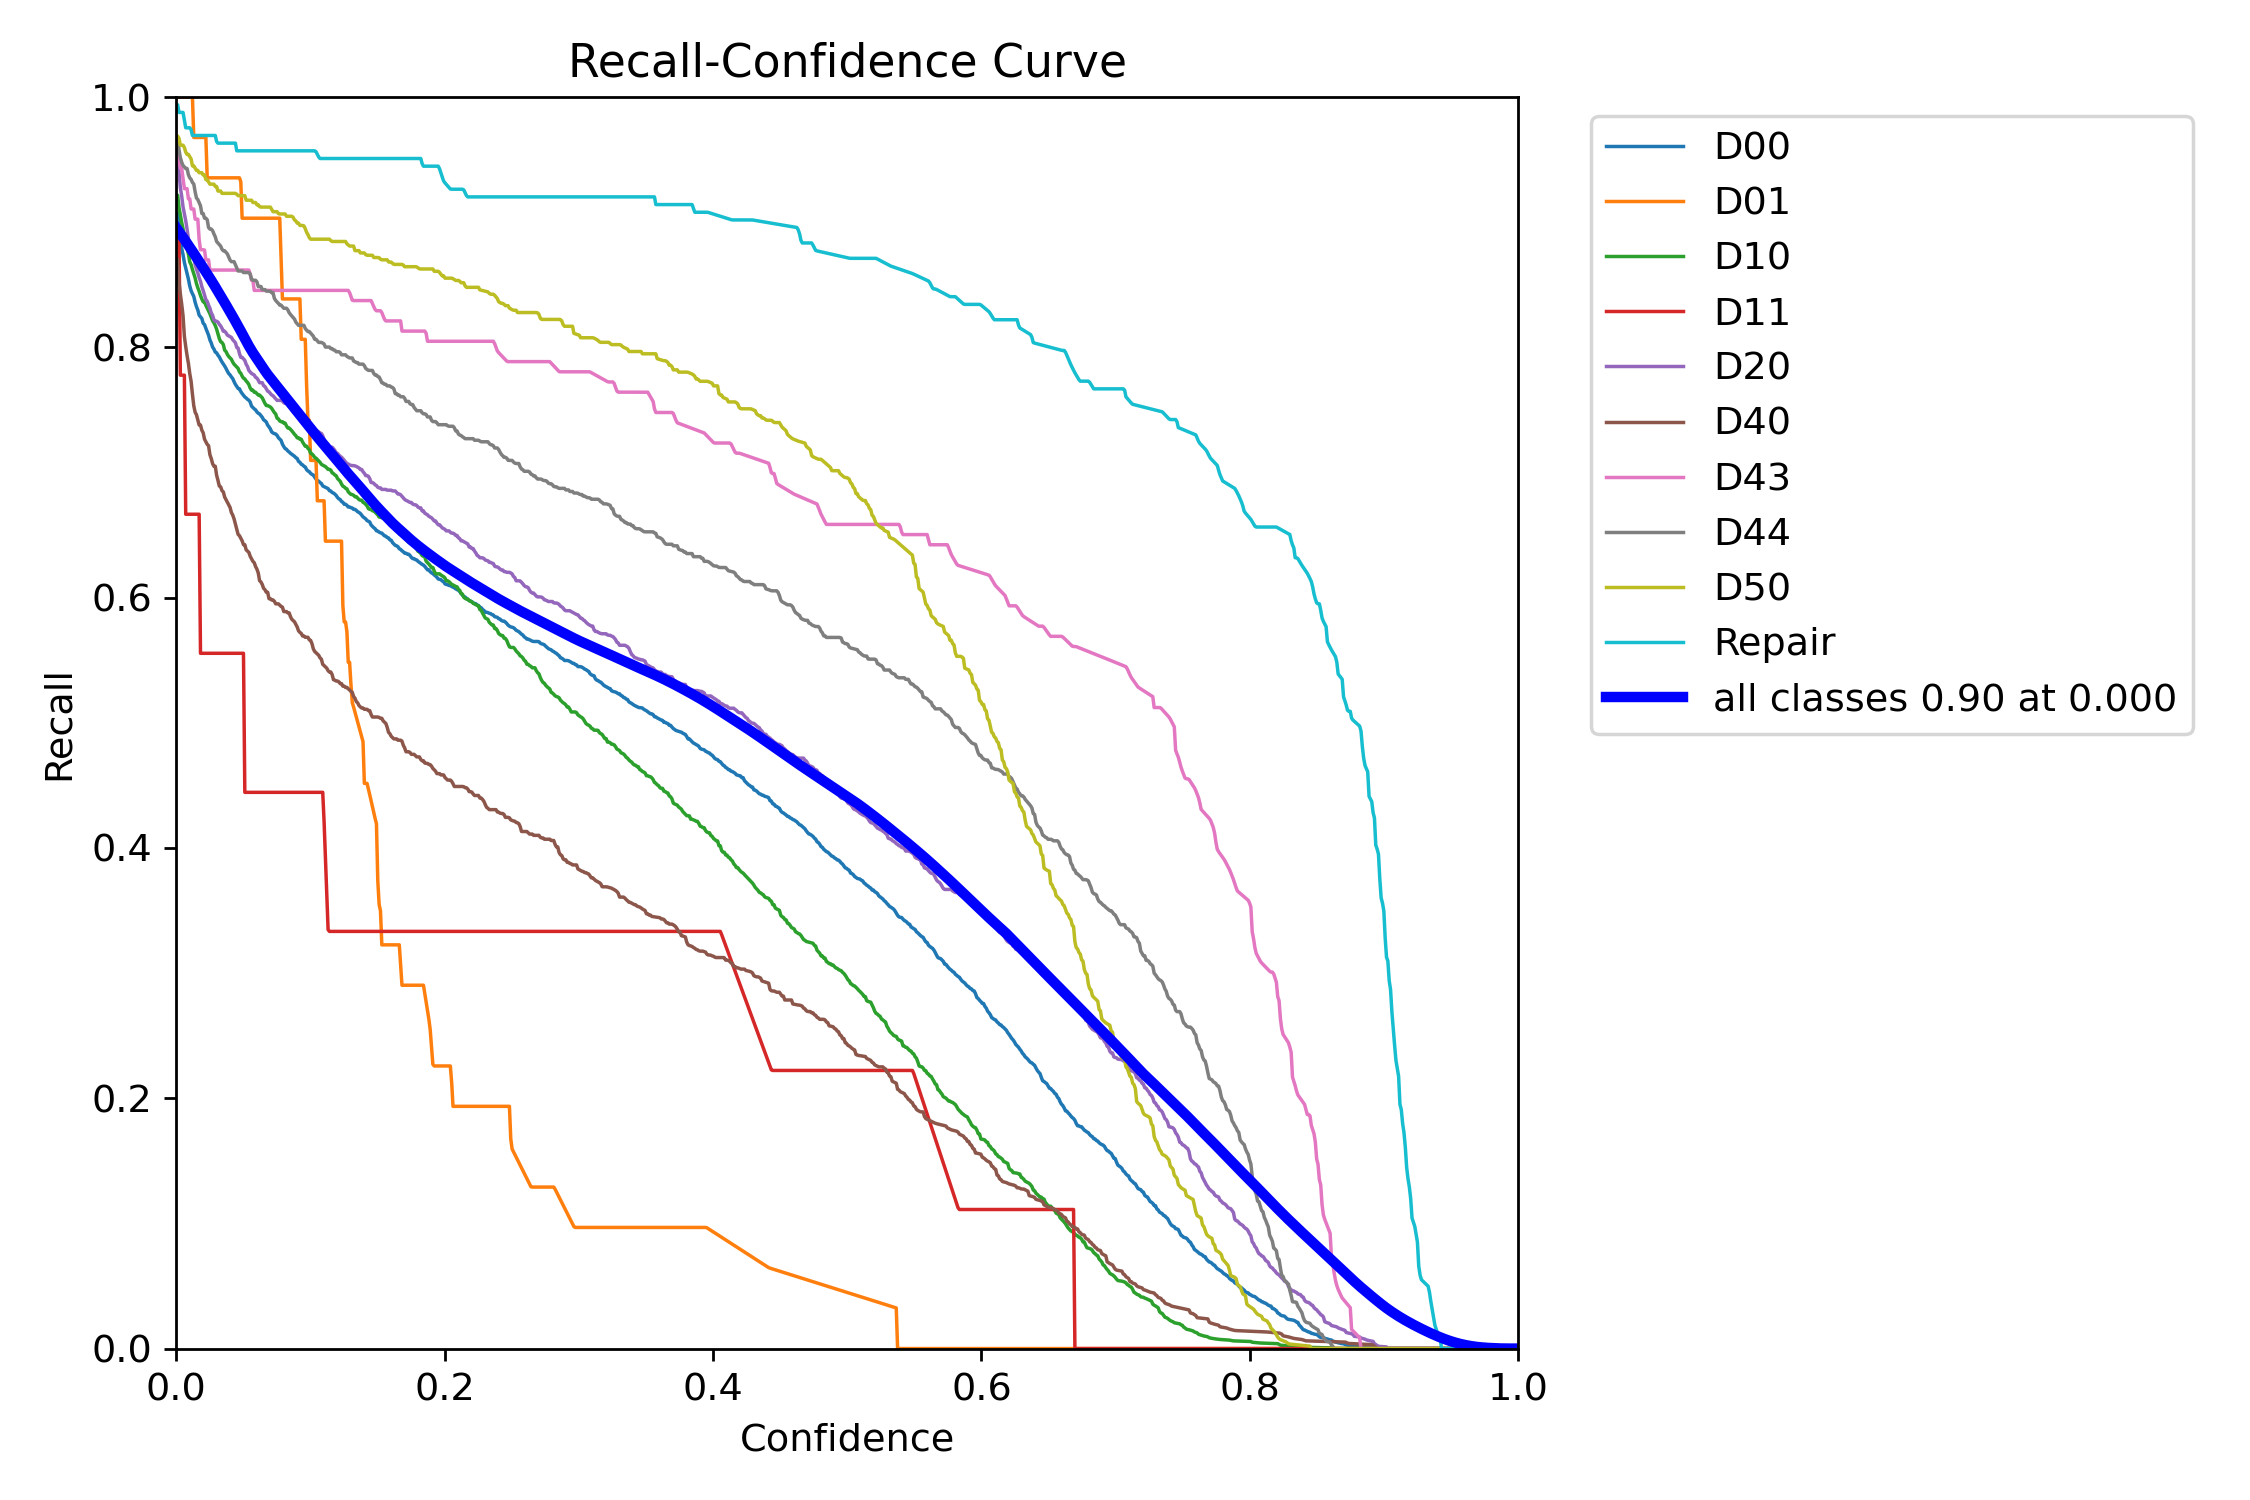 Recall-Confidence Curve
Recall
1.0
0.8
0.6
0.4
0.2
0.0
0.0 0.2 0.4 0.6 0.8 1.0
Confidence
D00
D01
D10
D11
D20
D40
D43
D44
D50
Repair
all classes 0.90 at 0.000